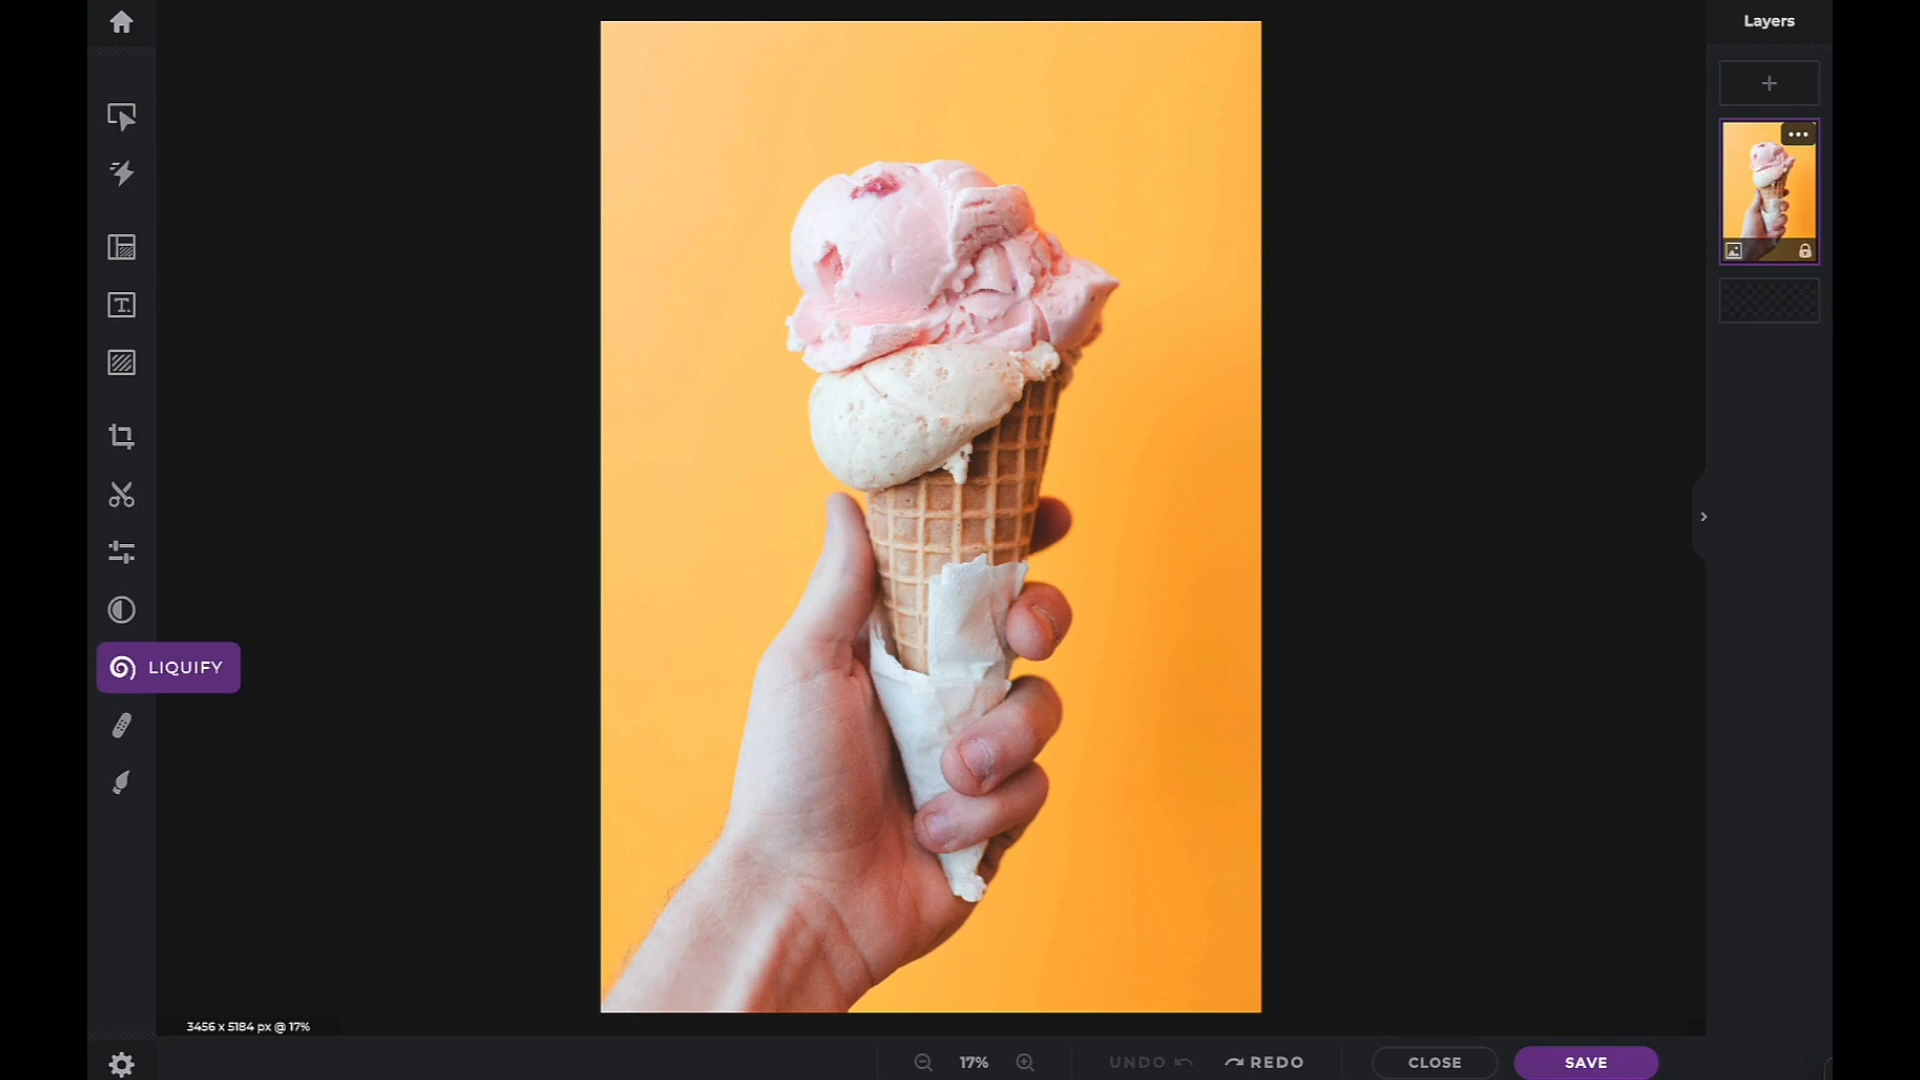 Layers
LIQUIFY
3456 x 5184 px @ 17%
17%
UNDO
REDO
CLOSE
SAVE